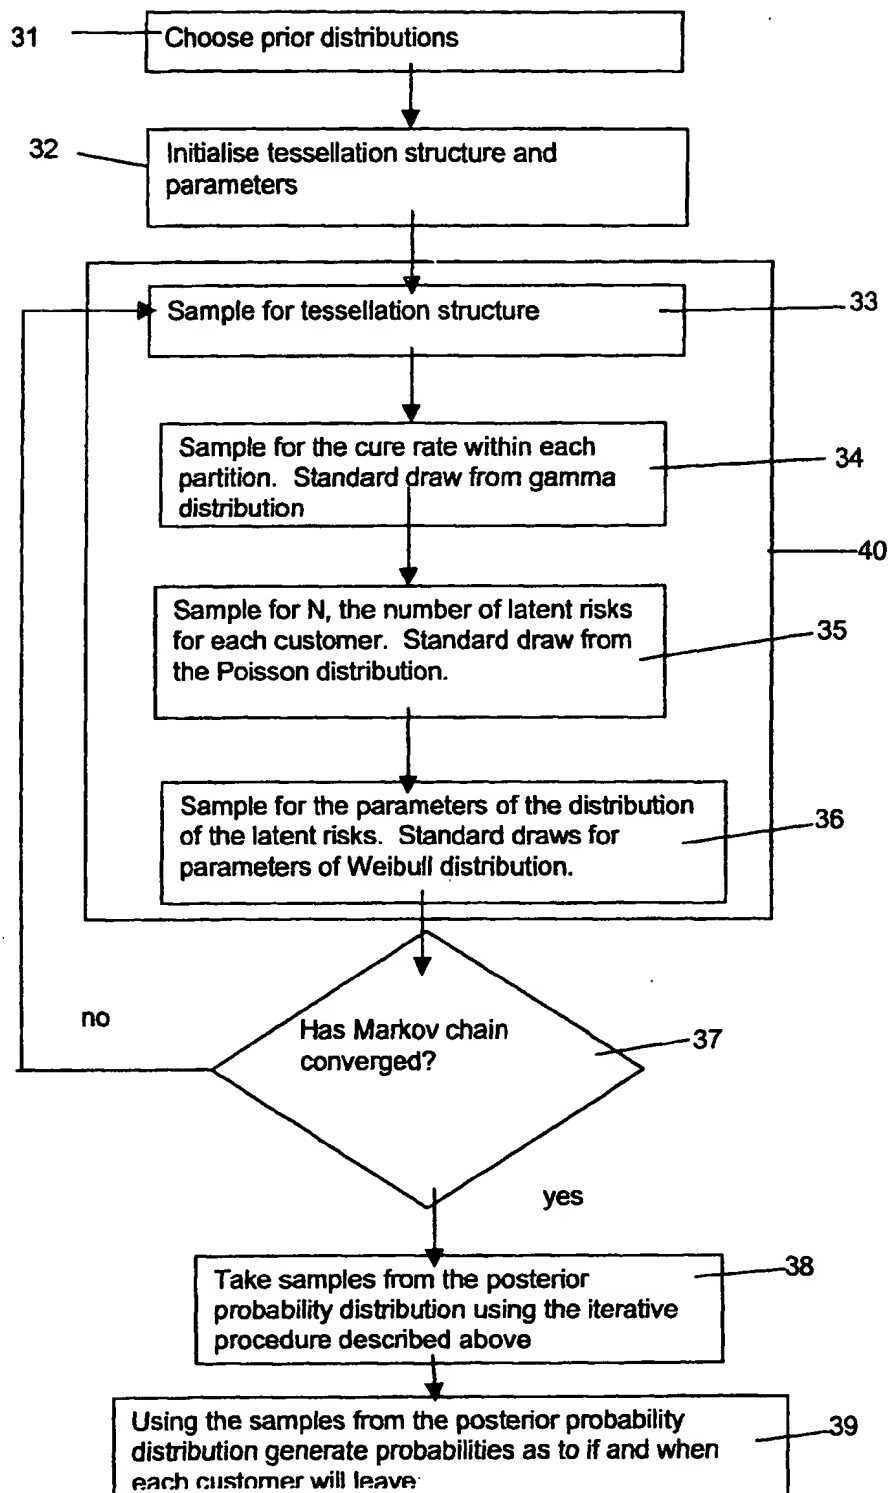 31
Choose prior distributions
32
Initialise tessellation structure and
parameters
Sample for tessellation structure
33
Sample for the cure rate within each
partition. Standard draw from gamma
distribution
34
40
Sample for N, the number of latent risks
for each customer. Standard draw from
the Poisson distribution.
35
Sample for the parameters of the distribution
of the latent risks. Standard draws for
parameters of Weibull distribution.
36
no
Has Markov chain
converged?
37
yes
Take samples from the posterior
probability distribution using the iterative
procedure described above
38
Using the samples from the posterior probability
distribution generate probabilities as to if and when
each customer will leave
39